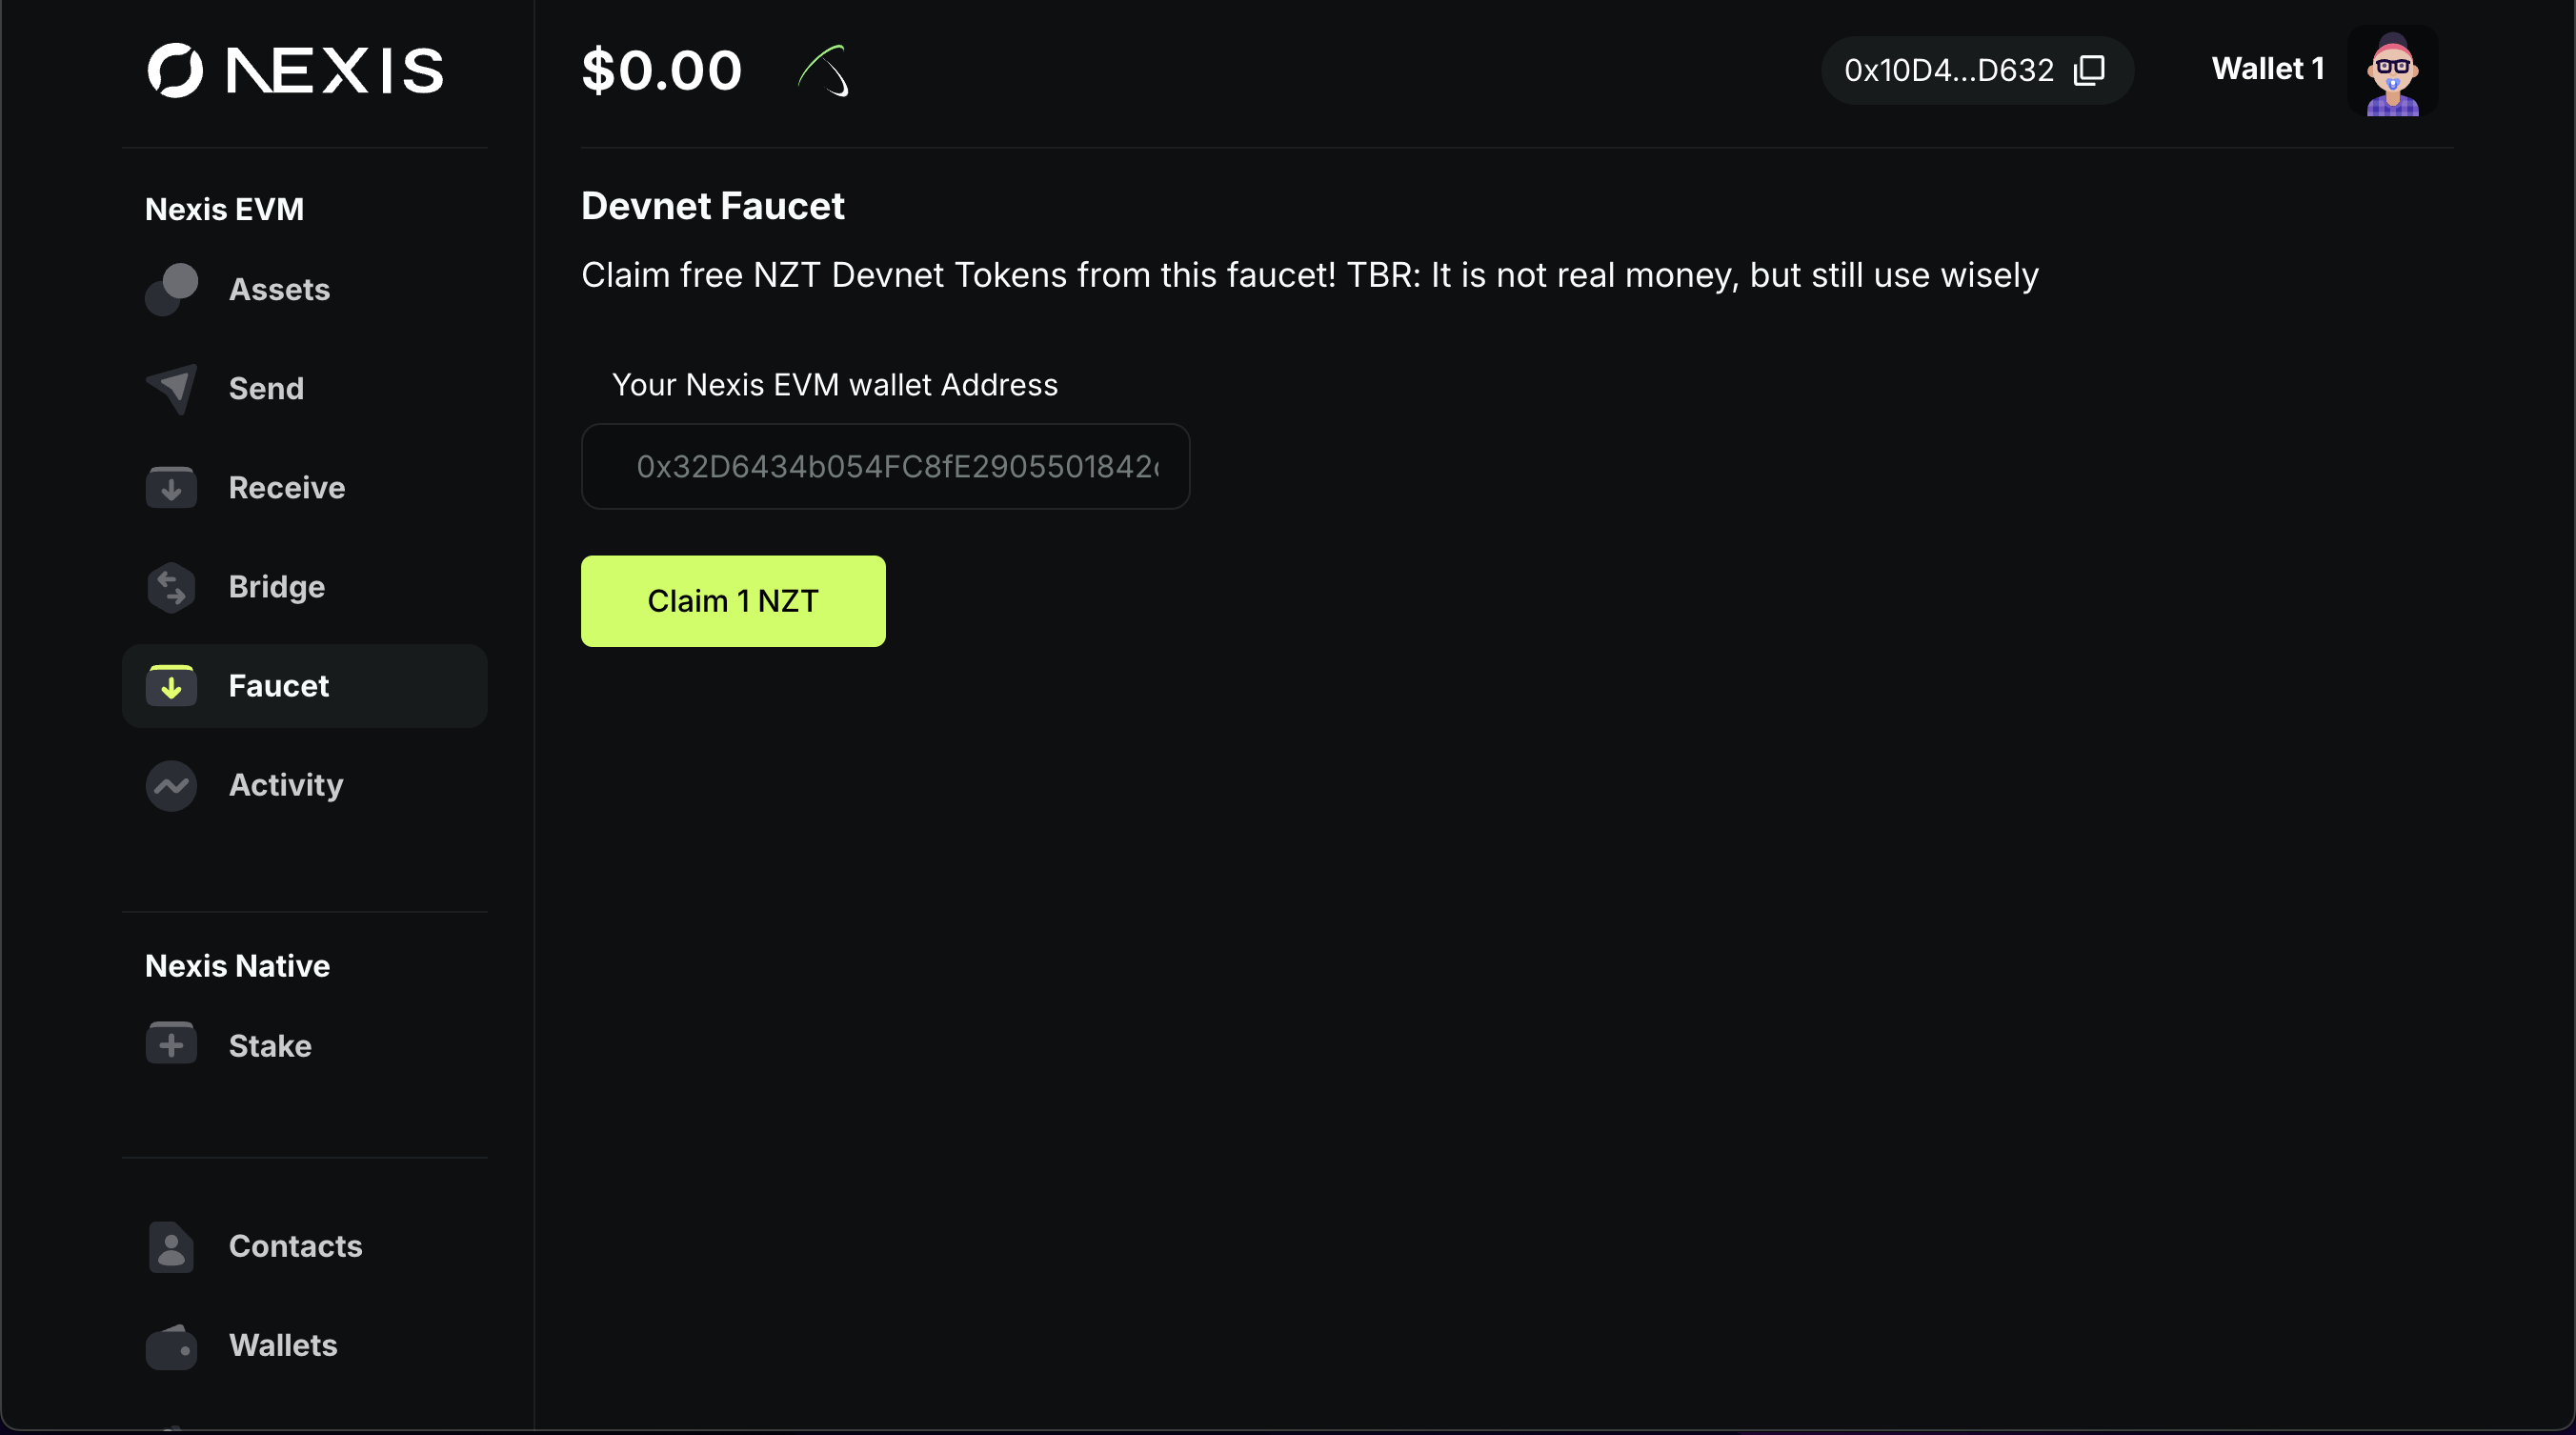 NEXIS
$0.00
0x10D4...D632
Wallet 1
Nexis EVM
Assets
Send
Receive
Bridge
Faucet
Activity
Nexis Native
Stake
Contacts
Wallets
Devnet Faucet
Claim free NZT Devnet Tokens from this faucet! TBR: It is not real money, but still use wisely
Your Nexis EVM wallet Address
0x32D6434b054FC8fE2905501842
Claim 1 NZT